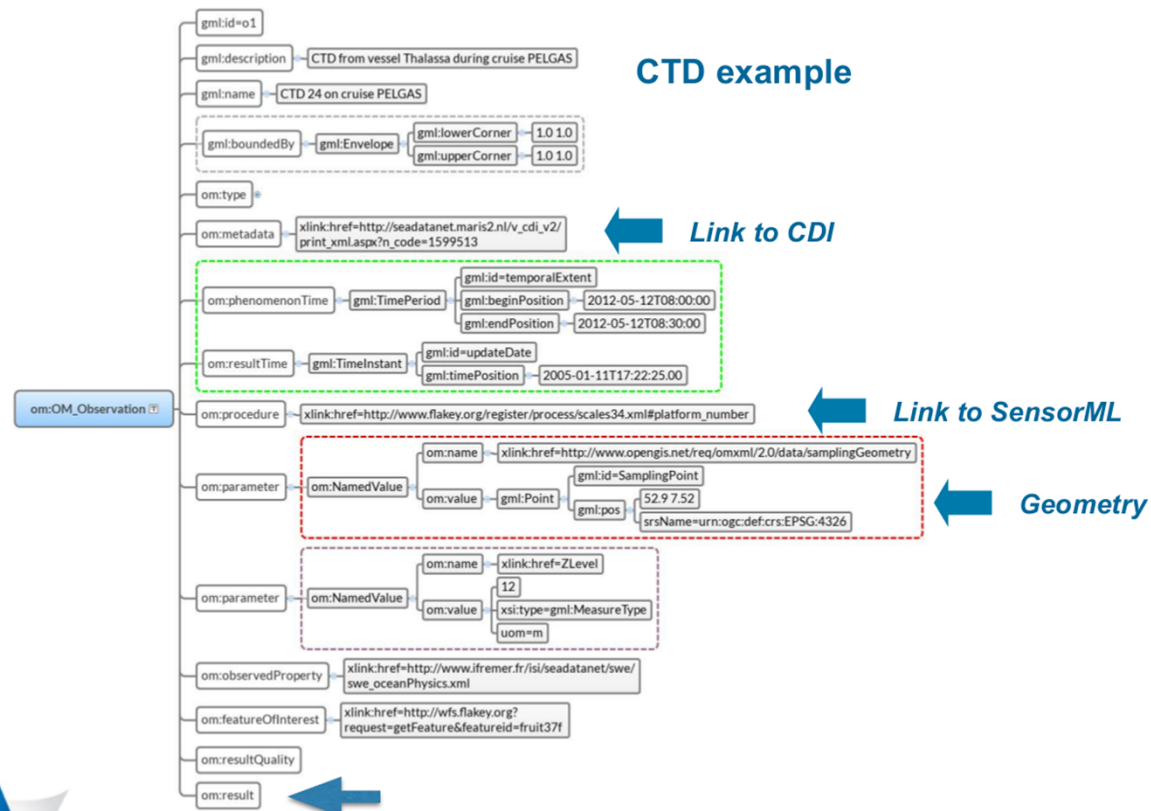 gml:id=o1
gml:description
CTD from vessel Thalassa during cruise PELGAS
CTD example
gml:name
CTD 24 on cruise PELGAS
gml:boundedBy
gml:Envelope
gml:lowerCorner
1.0 1.0
gml:upperCorner
1.0 1.0
om:type
om:metadata
xlink:href=http://seadatanet.maris2.nl/v_cdi_v2/
print_xml.aspx?n_code=1599513
Link to CDI
om:phenomenonTime
gml:TimePeriod
gml:id=temporalExtent
gml:beginPosition
2012-05-12T08:00:00
gml:endPosition
2012-05-12T08:30:00
om:resultTime
gml:TimeInstant
gml:id=updateDate
gml:timePosition
2005-01-11T17:22:25.00
om:OM_Observation
om:procedure
xlink:href=http://www.flakey.org/register/process/scales34.xml#platform_number
Link to SensorML
om:parameter
om:NamedValue
om:name
xlink:href=http://www.opengis.net/req/omxml/2.0/data/samplingGeometry
om:value
gml:Point
gml:id=SamplingPoint
gml:pos
52.9 7.52
srsName=urn:ogc:def:crs:EPSG:4326
Geometry
om:parameter
om:NamedValue
om:name
xlink:href=ZLevel
om:value
12
xsi:type=gml:MeasureType
uom=m
om:observedProperty
xlink:href=http://www.ifremer.fr/isi/seadatanet/swe/
swe_oceanPhysics.xml
om:featureOfInterest
xlink:href=http://wfs.flakey.org?
request=getFeature&featureid=fruit37f
om:resultQuality
om:result